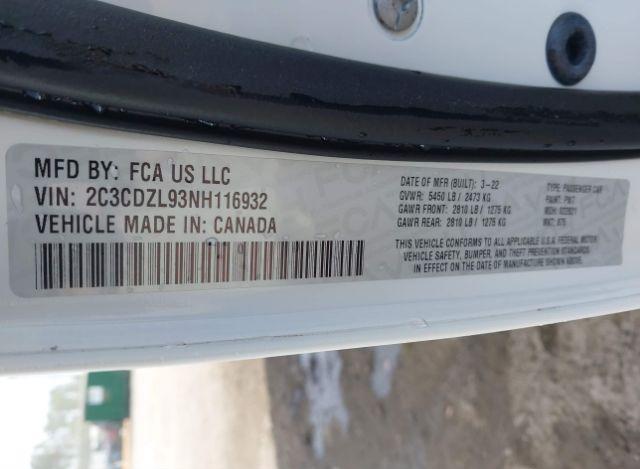 MFD BY: FCA US LLC
VIN: 2C3CDZL93NH116932
VEHICLE MADE IN: CANADA
DATE OF MFR (BUILT): 3-22
GVWR: 5450 LB / 2473 KG
GAWR FRONT: 2810 LB / 1275 KG
GAWR REAR: 2810 LB / 1275 KG
TYPE: PASSENGER CAR
PAINT: PW7
MDH:
VEHICLE CONFORMS TO ALL APPLICABLE U.S.A. FEDERAL MOTOR
VEHICLE SAFETY, BUMPER, AND THEFT PREVENTION STANDARDS
IN EFFECT ON THE DATE OF MANUFACTURE SHOWN ABOVE.